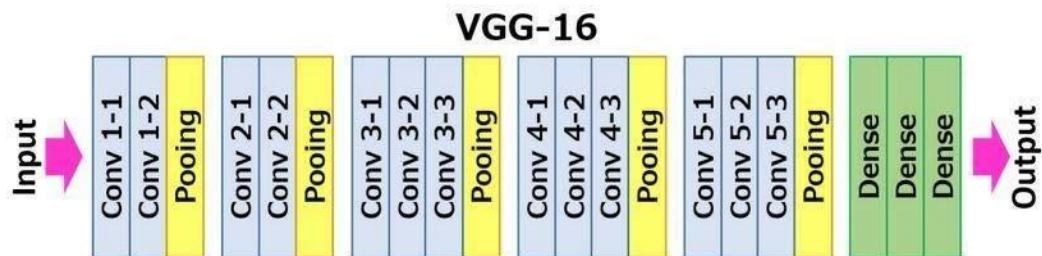 VGG-16
Input
Conv 1-1
Conv 1-2
Pooing
Conv 2-1
Conv 2-2
Pooing
Conv 3-1
Conv 3-2
Conv 3-3
Pooing
Conv 4-1
Conv 4-2
Conv 4-3
Pooing
Conv 5-1
Conv 5-2
Conv 5-3
Pooing
Dense
Dense
Dense
Output